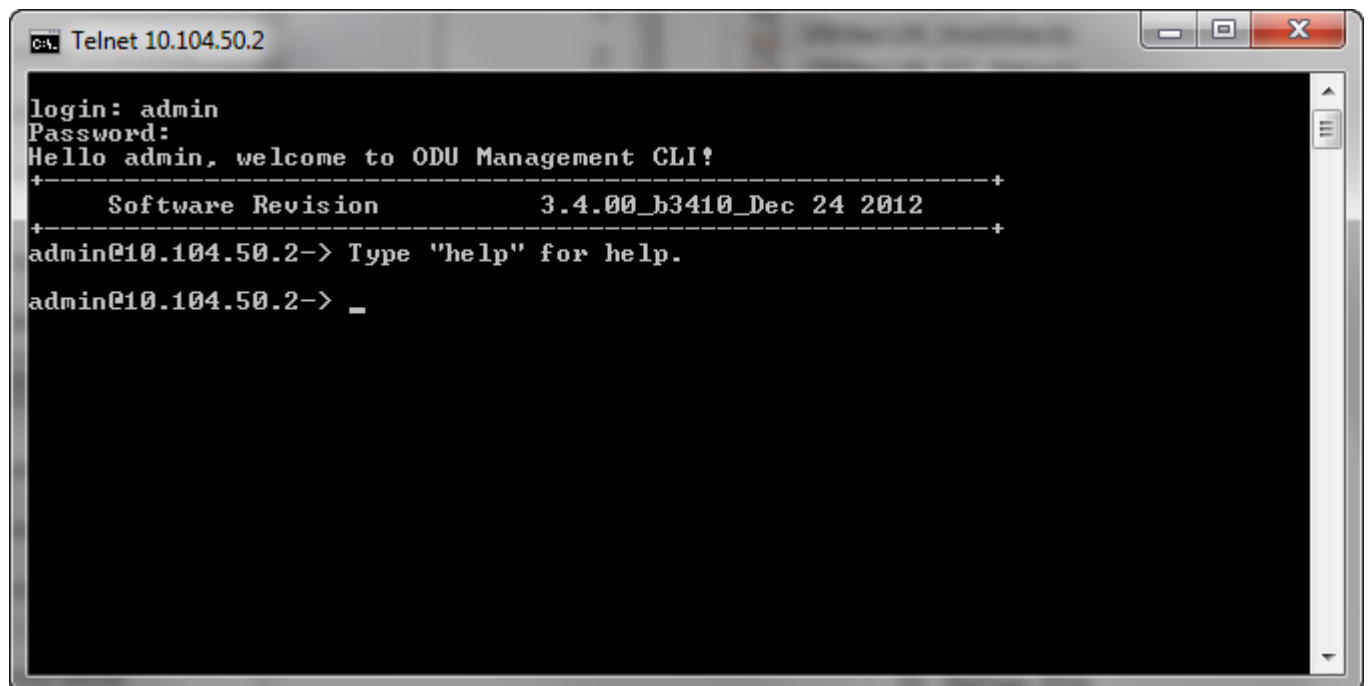 Telnet 10.104.50.2
login: admin
Password:
Hello admin, welcome to ODU Management CLI!
+-----------------------------------------------------------+
Software Revision 3.4.00_b3410_Dec 24 2012
+-----------------------------------------------------------+
admin@10.104.50.2-> Type "help" for help.
admin@10.104.50.2-> _